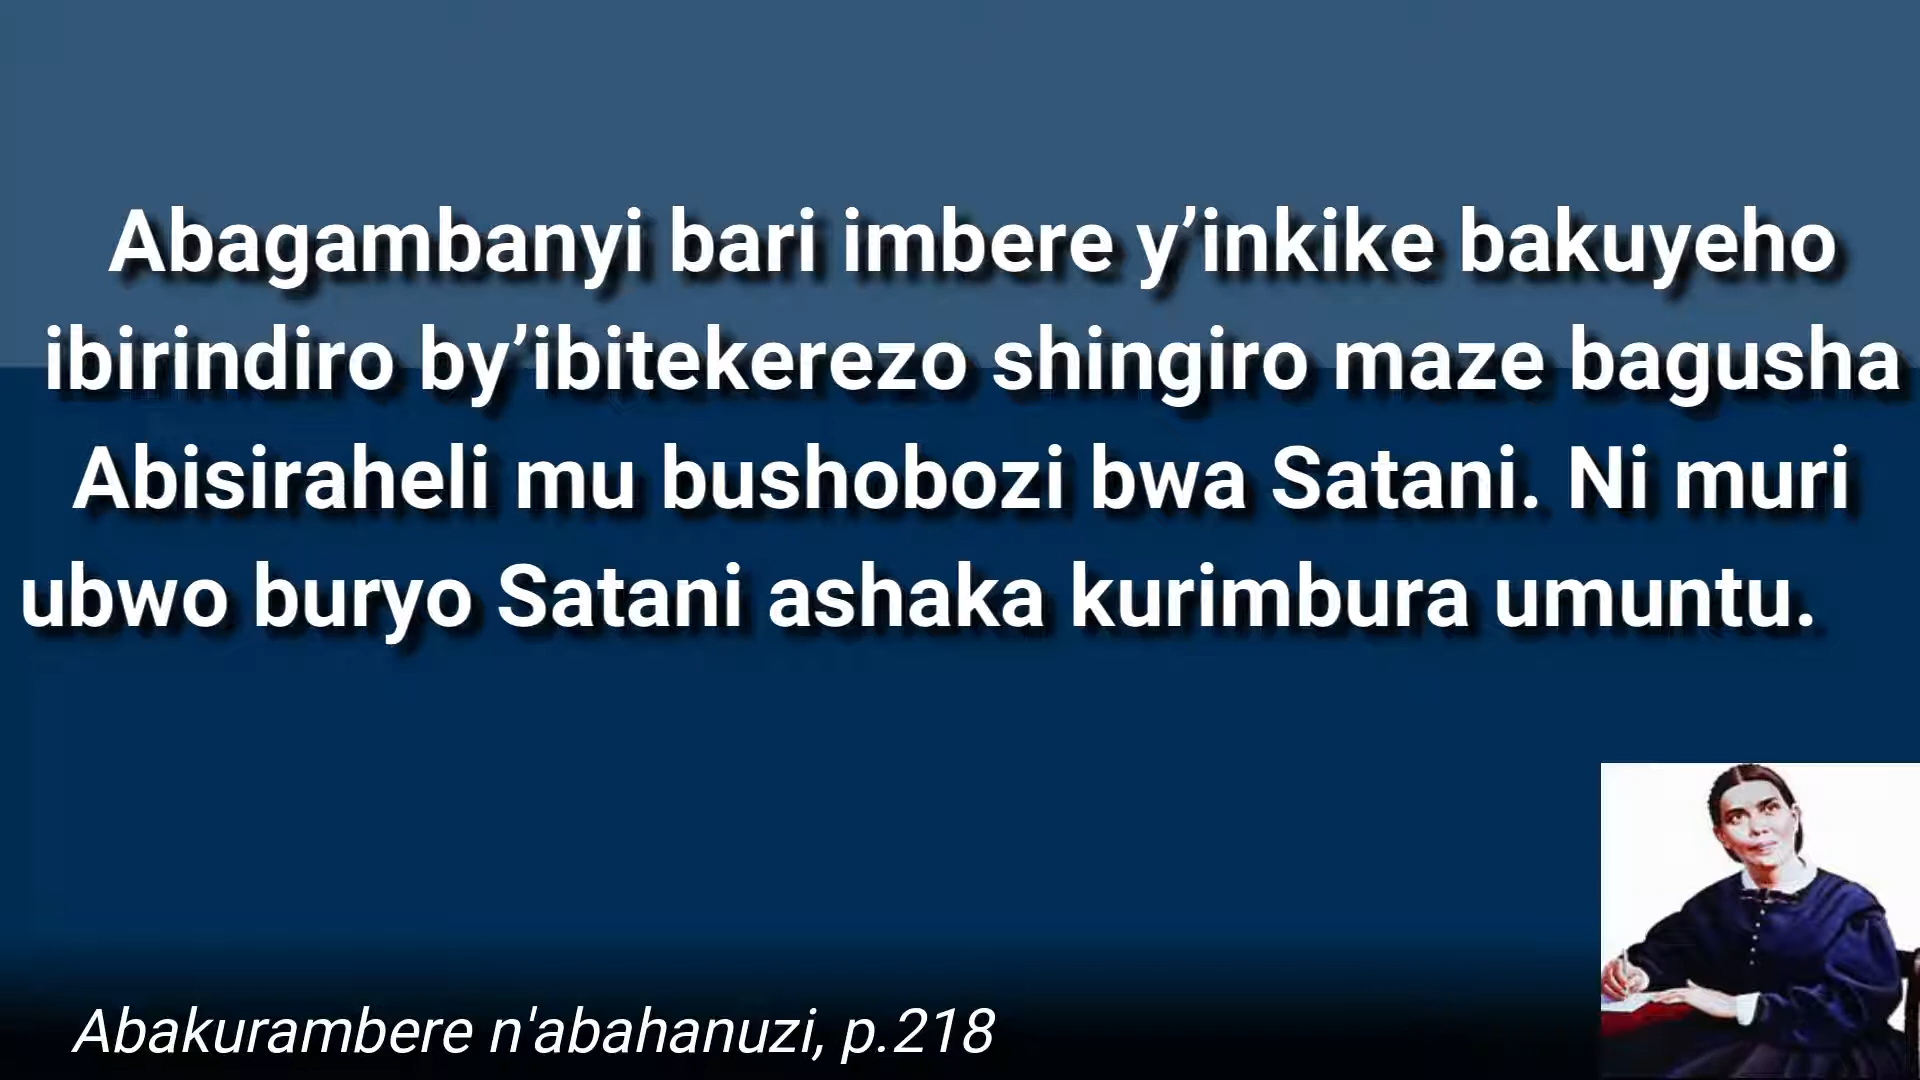 Abagambanyi bari imbere y’inkike bakuyeho
ibirindiro by’ibitekerezo shingiro maze bagusha
Abisiraheli mu bushobozi bwa Satani. Ni muri
ubwo buryo Satani ashaka kurimbura umuntu.
Abakurambere n'abahanuzi, p.218